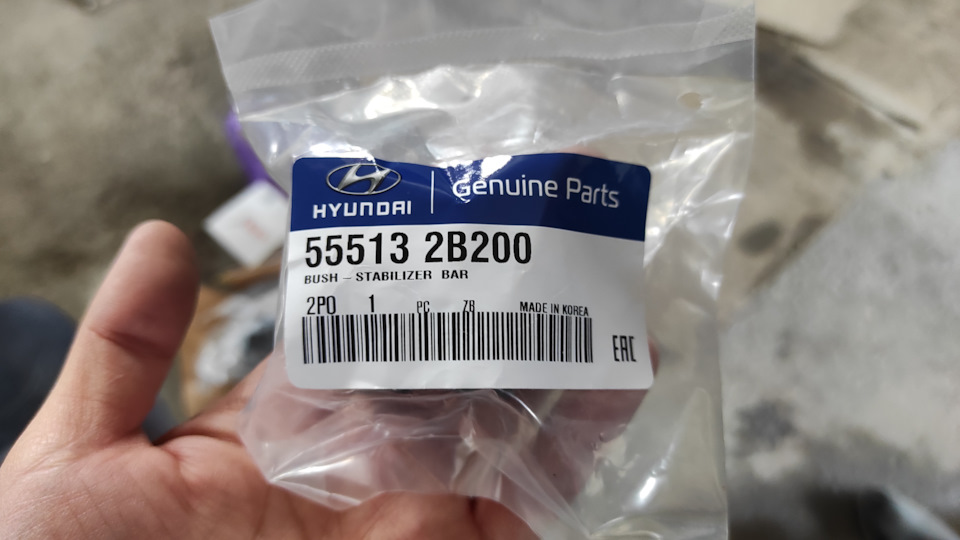 HYUNDAI
Genuine Parts
55513 2B200
BUSH – STABILIZER BAR
2P0 1 PC ZB MADE IN KOREA
EAC